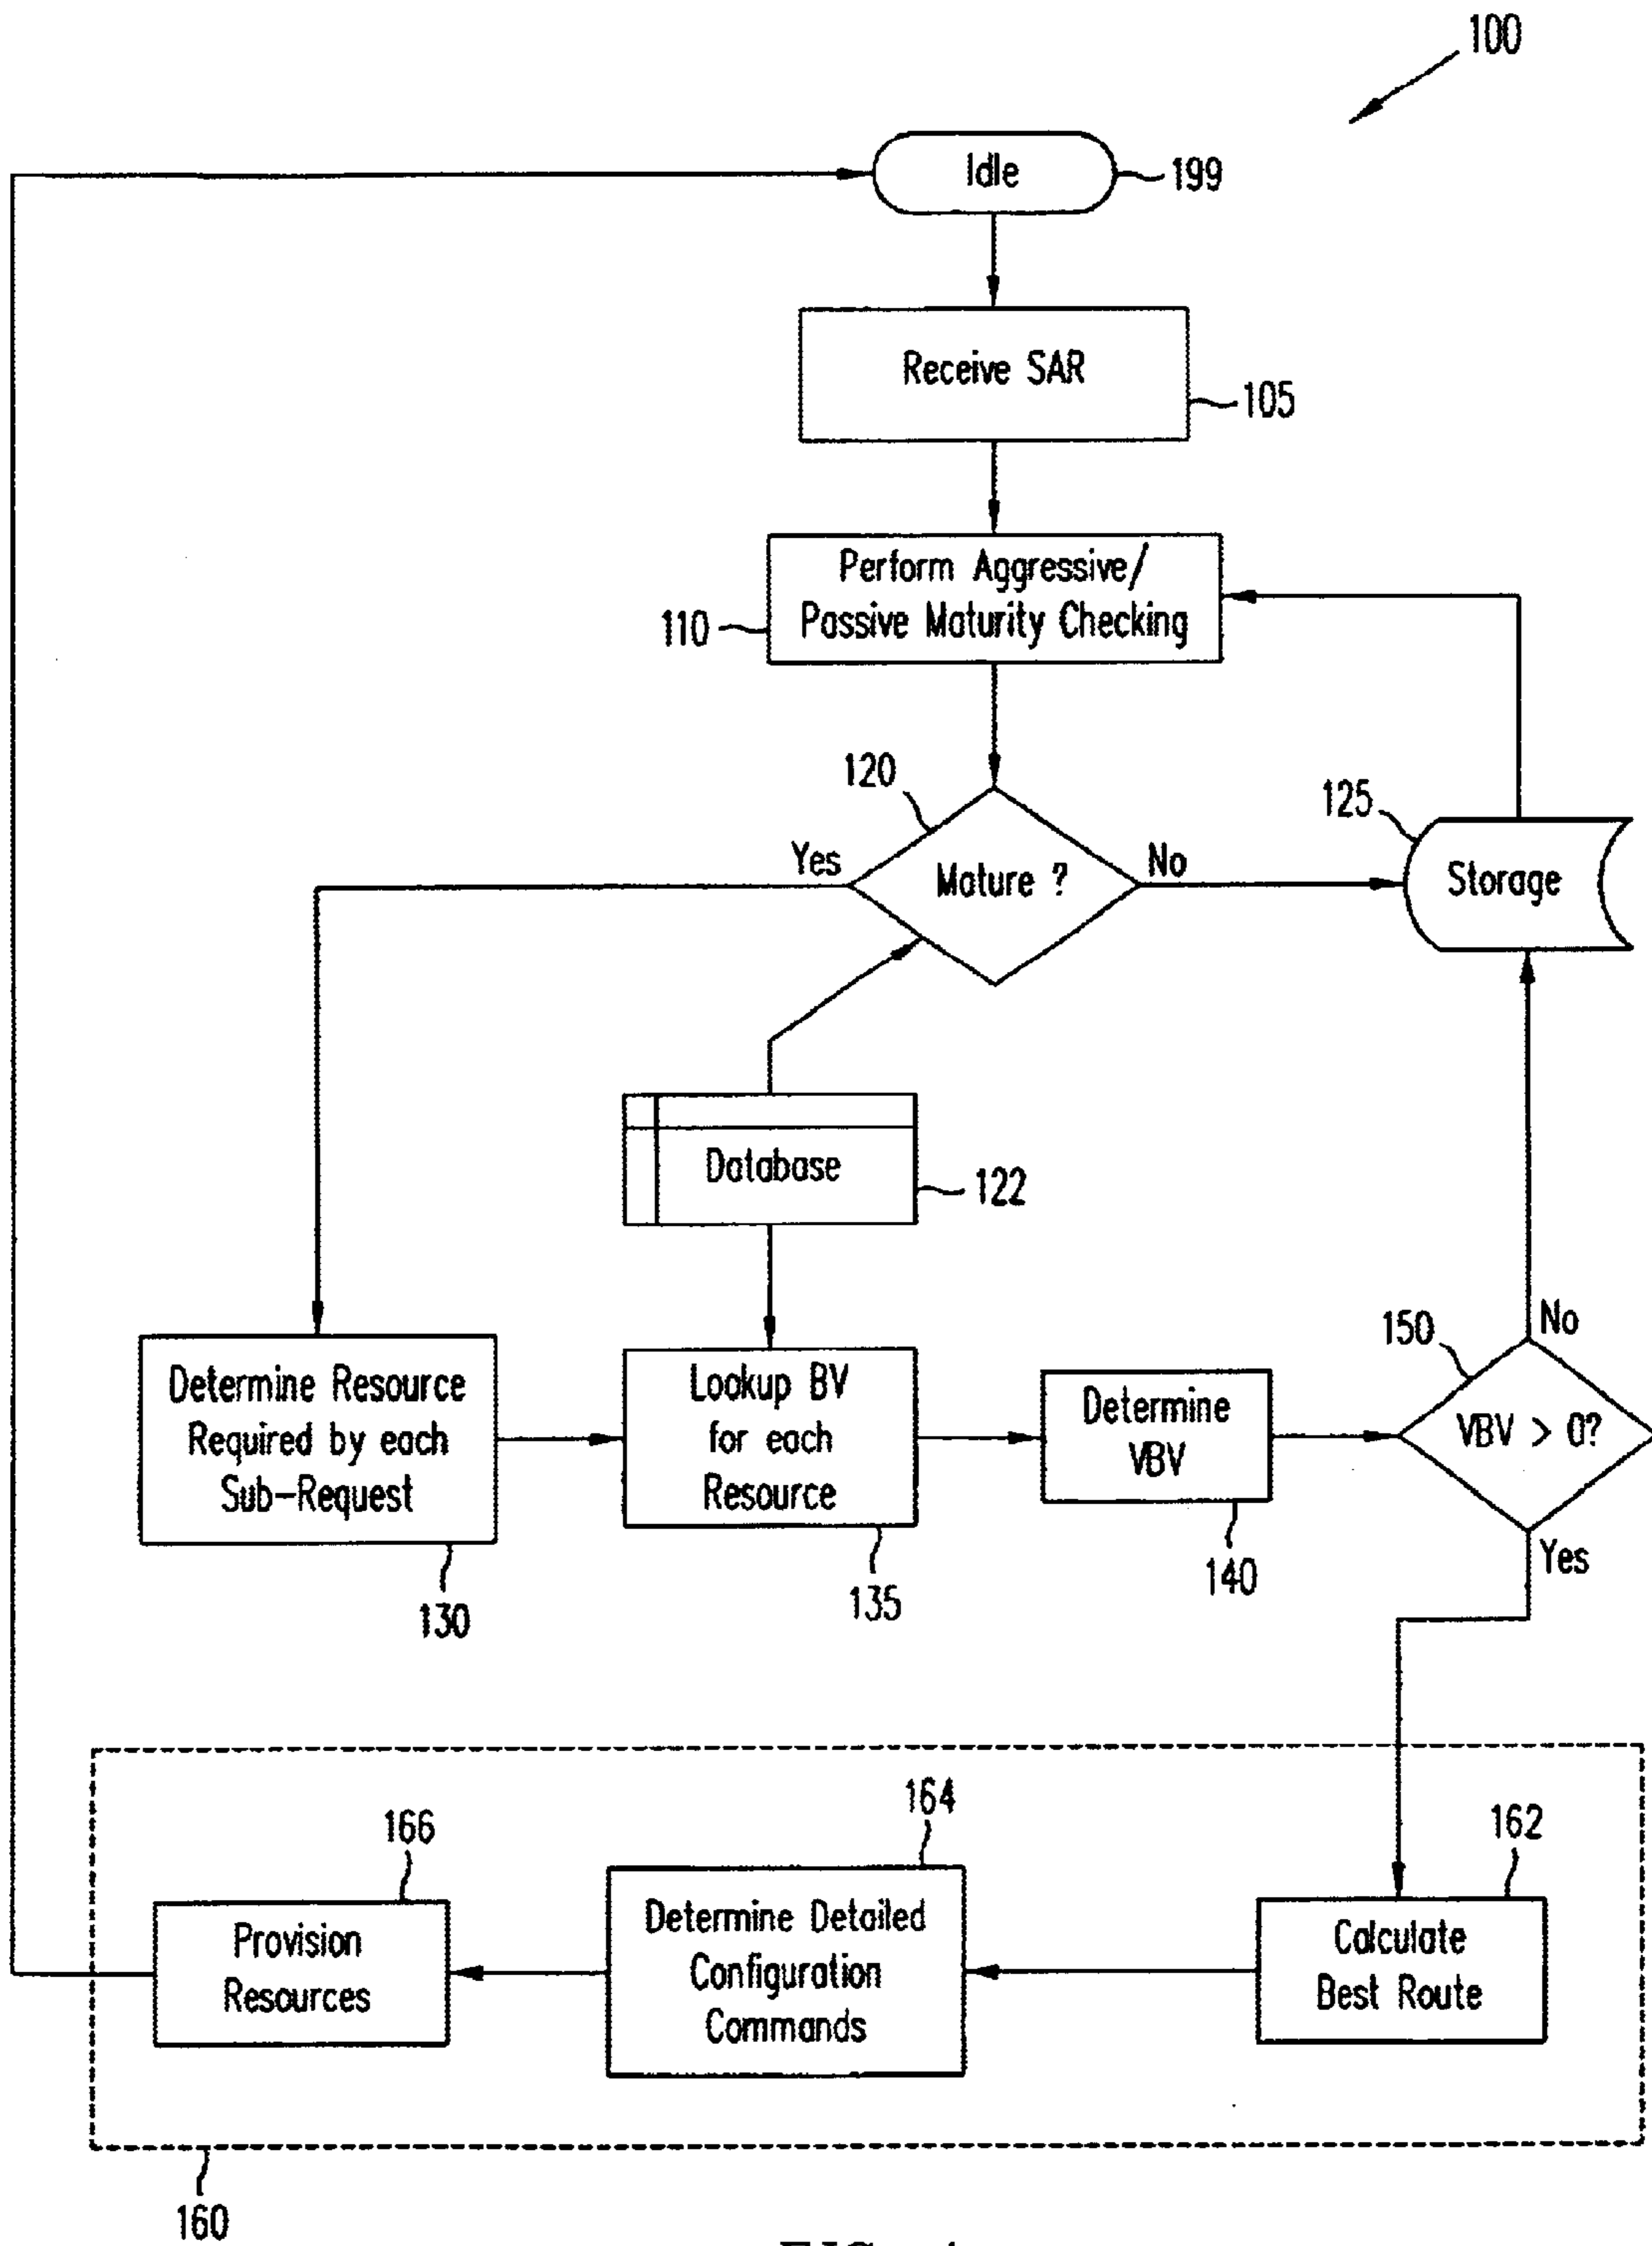 100
Idle
199
Receive SAR
105
Perform Aggressive/
Passive Maturity Checking
110
120
Yes
Mature ?
No
125
Storage
Database
122
Determine Resource
Required by each
Sub-Request
130
Lookup BV
for each
Resource
135
Determine
VBV
140
150
VBV > 0?
No
Yes
162
Calculate
Best Route
164
Determine Detailed
Configuration
Commands
166
Provision
Resources
160